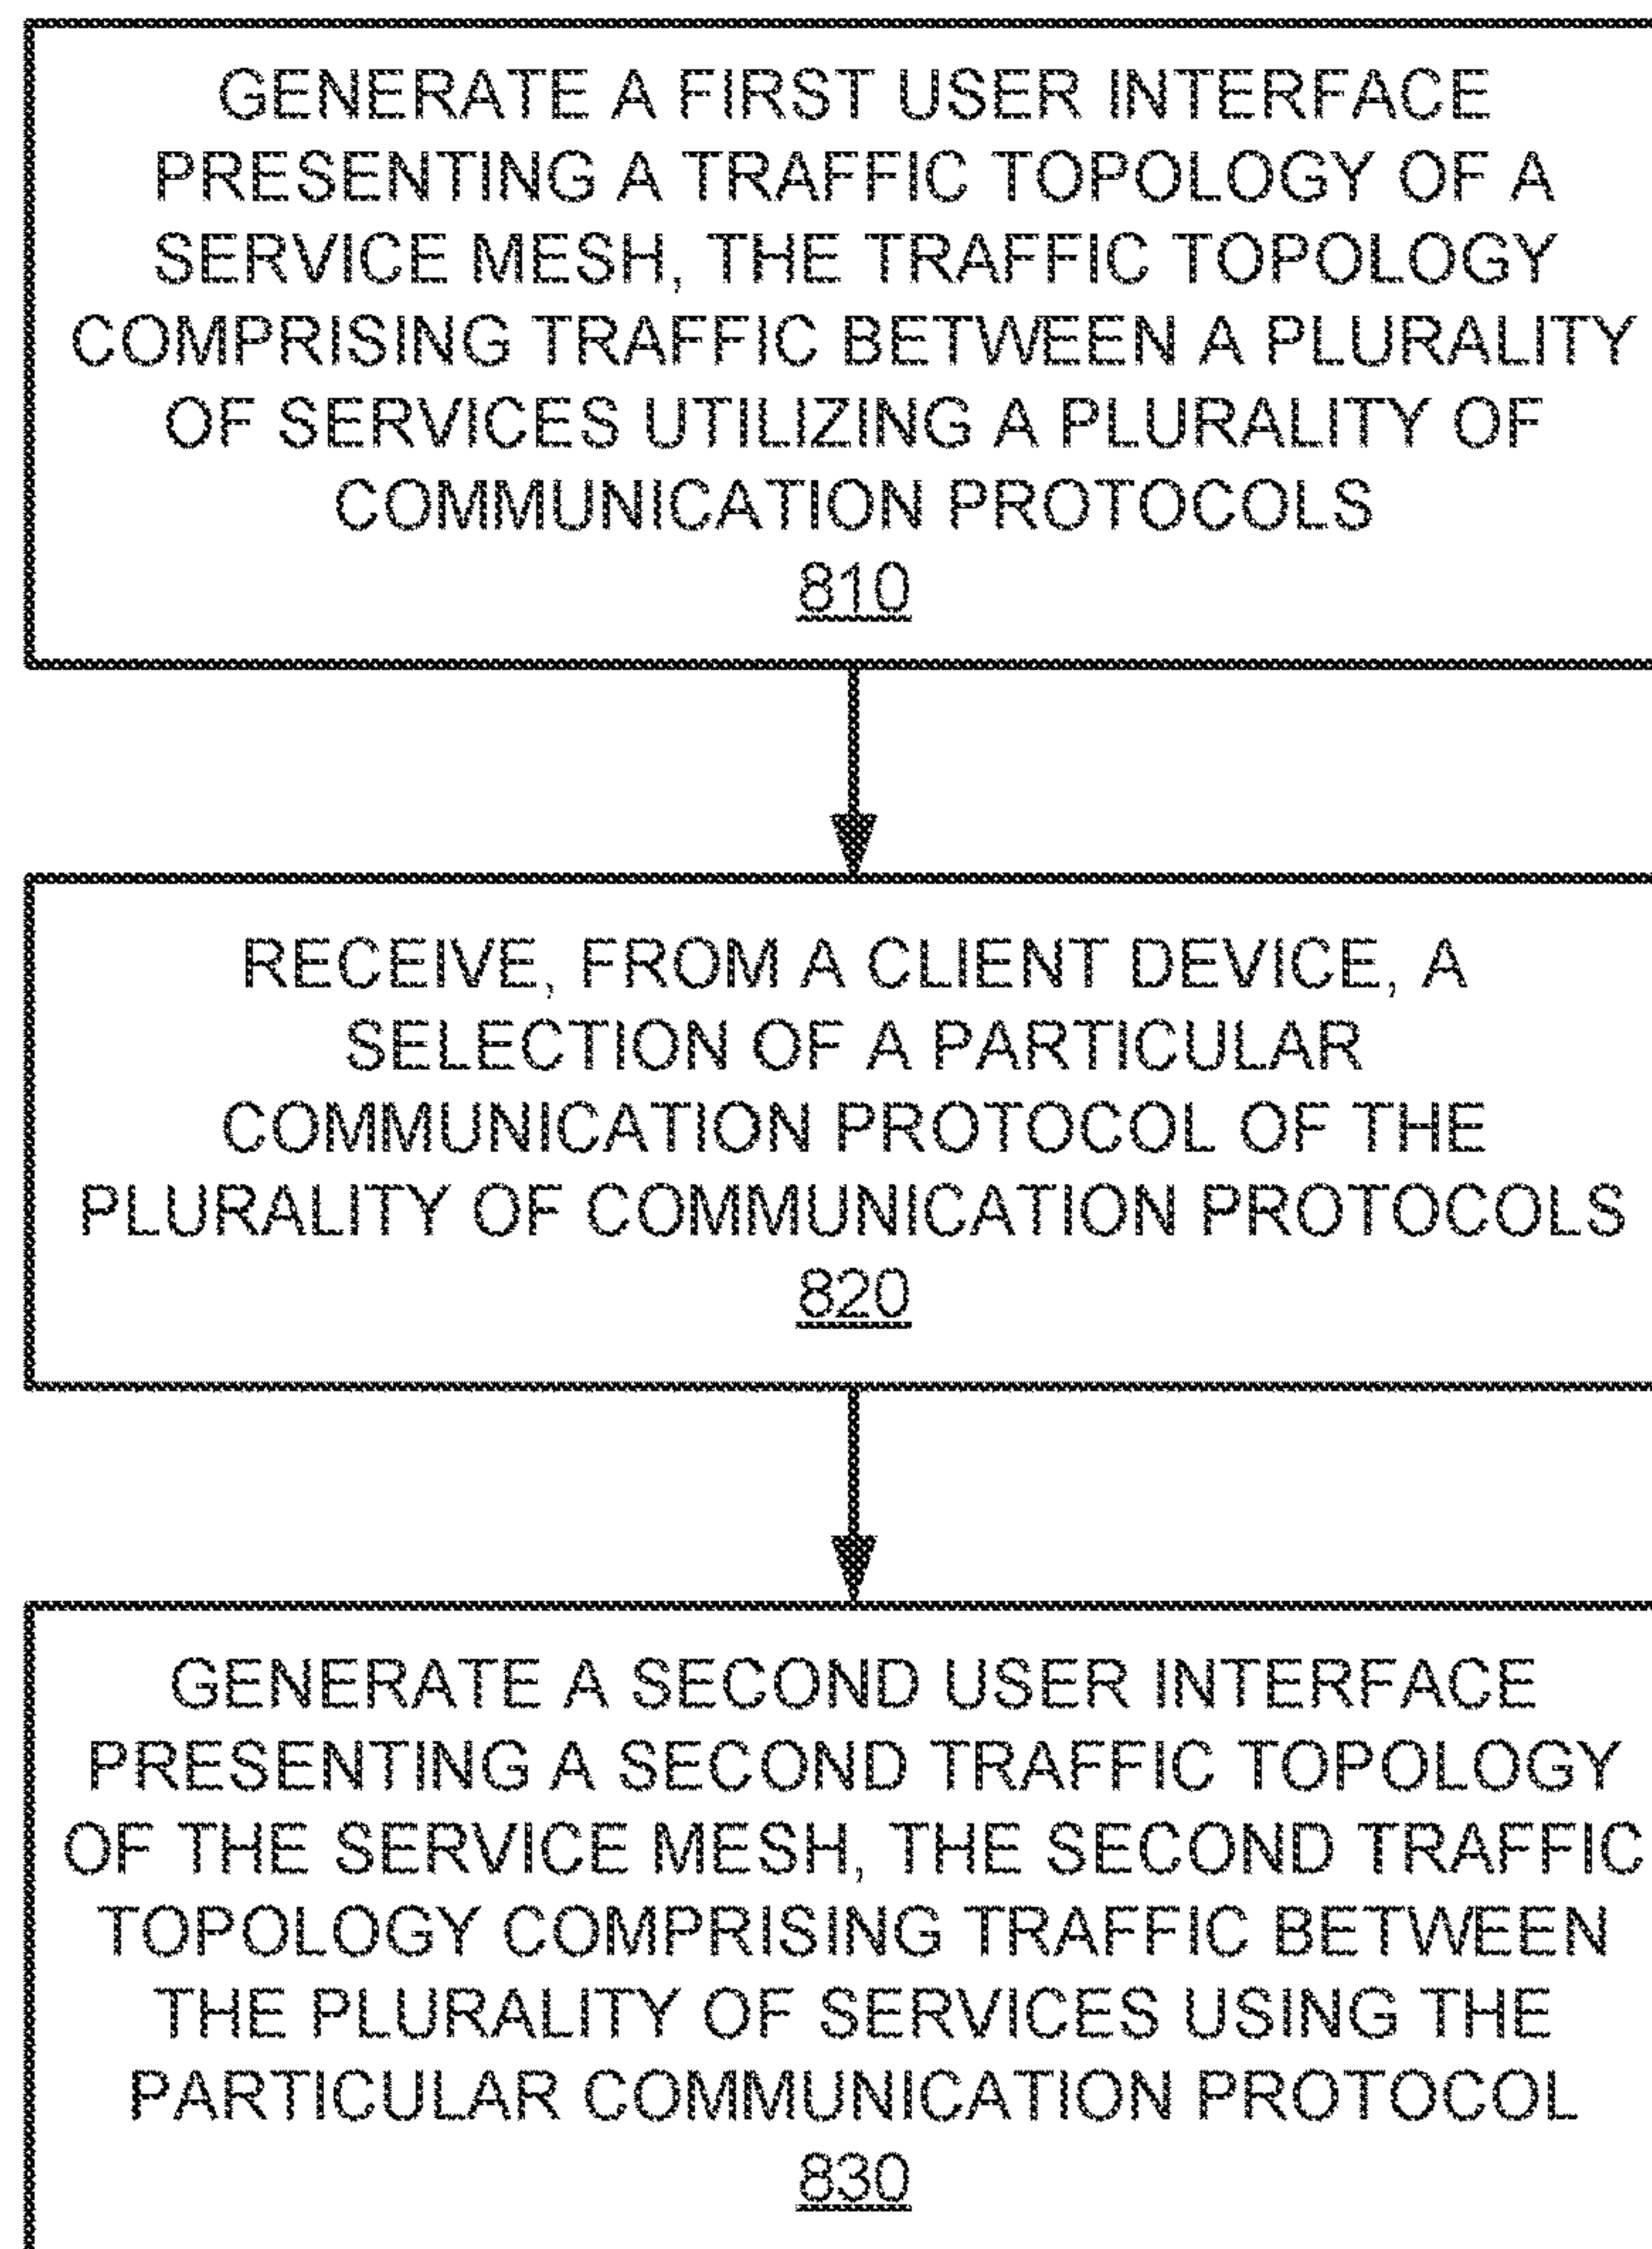 GENERATE A FIRST USER INTERFACE
PRESENTING A TRAFFIC TOPOLOGY OF A
SERVICE MESH, THE TRAFFIC TOPOLOGY
COMPRISING TRAFFIC BETWEEN A PLURALITY
OF SERVICES UTILIZING A PLURALITY OF
COMMUNICATION PROTOCOLS
810
RECEIVE, FROM A CLIENT DEVICE, A
SELECTION OF A PARTICULAR
COMMUNICATION PROTOCOL OF THE
PLURALITY OF COMMUNICATION PROTOCOLS
820
GENERATE A SECOND USER INTERFACE
PRESENTING A SECOND TRAFFIC TOPOLOGY
OF THE SERVICE MESH, THE SECOND TRAFFIC
TOPOLOGY COMPRISING TRAFFIC BETWEEN
THE PLURALITY OF SERVICES USING THE
PARTICULAR COMMUNICATION PROTOCOL
830